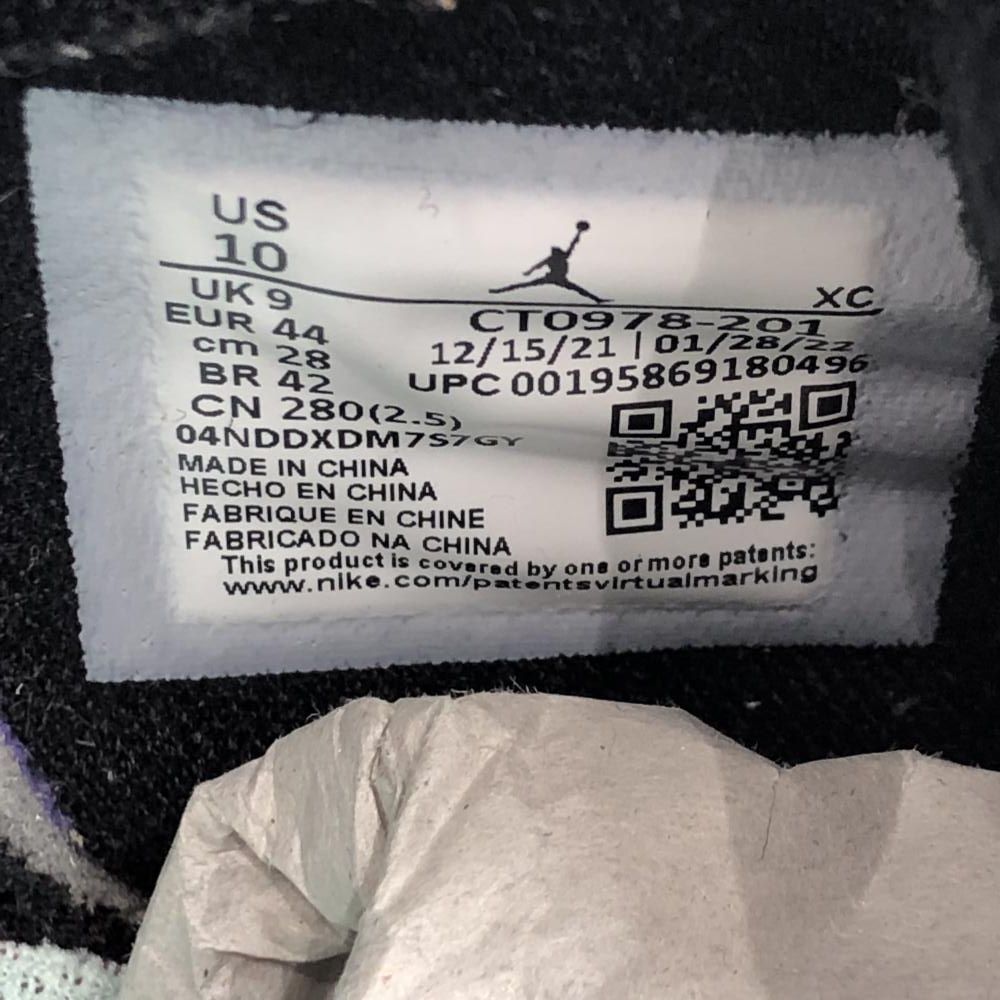 US
10
XC
UK 9
EUR 44
cm 28
BR 42
CN 280(2.5)
CT0978-201
12/15/21 | 01/28/22
UPC 00195869180496
04NDDXDM7S7GY
MADE IN CHINA
HECHO EN CHINA
FABRIQUE EN CHINE
FABRICADO NA CHINA
This product is covered by one or more patents:
www.nike.com/patentsvirtualmarking